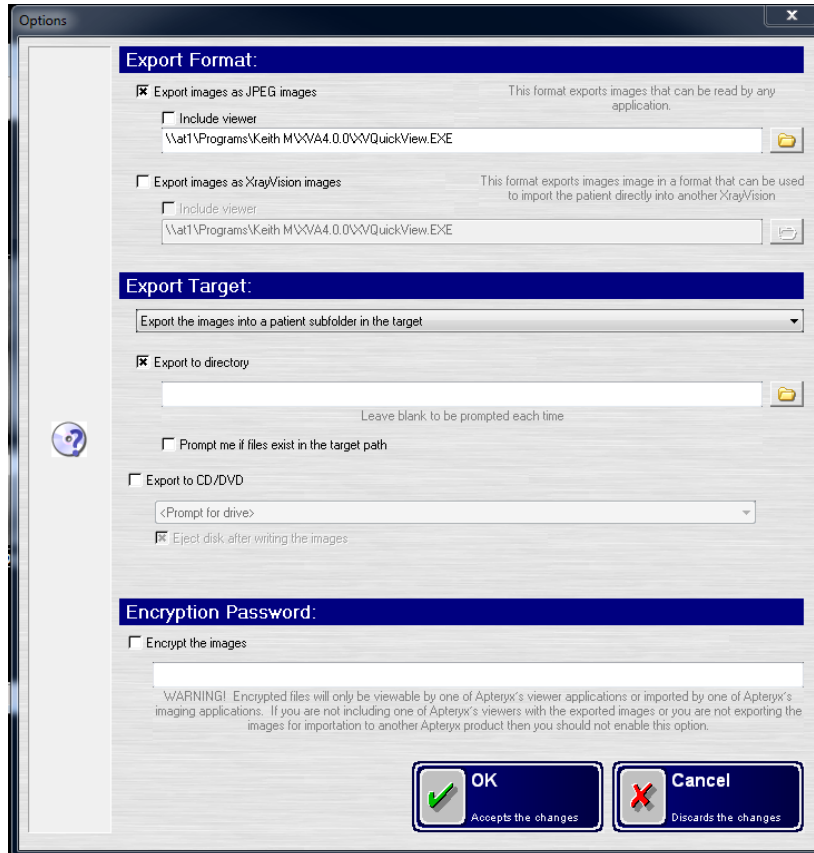 Options
Export Format:
Export images as JPEG images
This format exports images that can be read by any
application.
Include viewer
\\at1\Programs\Keith M\XVA4.0.0\XVQuickView.EXE
Export images as XrayVision images
This format exports images image in a format that can be used
to import the patient directly into another XrayVision
Include viewer
\\at1\Programs\Keith M\XVA4.0.0\XVQuickView.EXE
Export Target:
Export the images into a patient subfolder in the target
Export to directory
Leave blank to be prompted each time
Prompt me if files exist in the target path
Export to CD/DVD
<Prompt for drive>
Eject disk after writing the images
Encryption Password:
Encrypt the images
WARNING! Encrypted files will only be viewable by one of Apteryx's viewer applications or imported by one of Apteryx's
imaging applications. If you are not including one of Apteryx's viewers with the exported images or you are not exporting the
images for importation to another Apteryx product then you should not enable this option.
OK
Accepts the changes
Cancel
Discards the changes